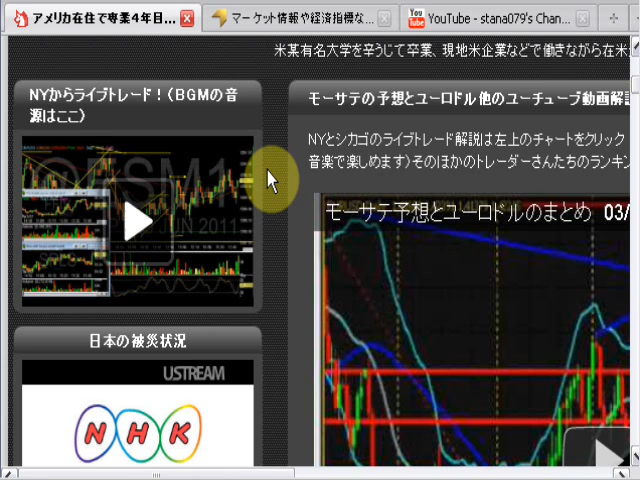 アメリカ在住で専業4年目...
マーケット情報や経済指標な...
You Tube YouTube - stana079's Chan...
米某有名大学を辛うじて卒業、現地米企業などで働きながら在米
NYからライブトレード!(BGMの音
源はここ)
モーサテの予想とユーロドル他のユーチューブ動画解説
NYとシカゴのライブトレード解説は左上のチャートをクリック
音楽で楽しめます)そのほかのトレーダーさんたちのランキン
モーサテ予想とユーロドルのまとめ 03/
JUN 2011
日本の被災状況
USTREAM
NHK